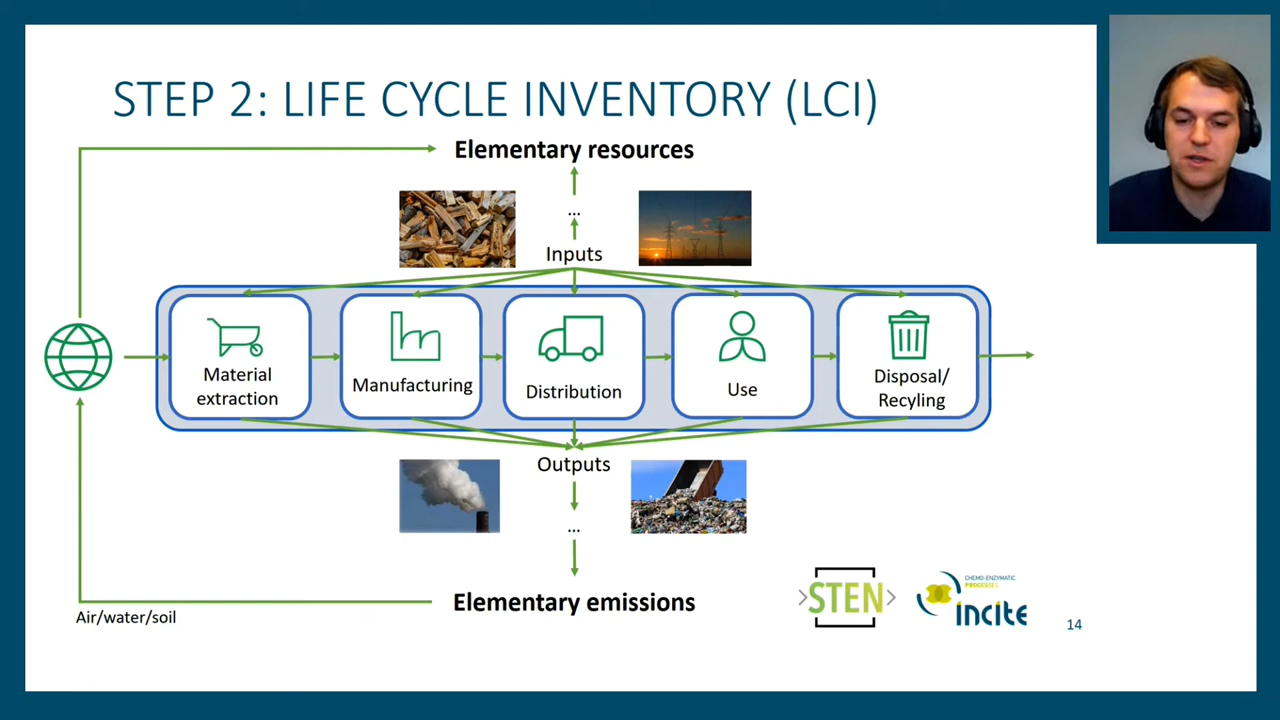 STEP 2: LIFE CYCLE INVENTORY (LCI)
Elementary resources
...
Inputs
Material
extraction
Manufacturing
Distribution
Use
Disposal/
Recyling
Outputs
...
Elementary emissions
Air/water/soil
STEN
CHEMO-ENZYMATIC
PROCESSES
incite
14